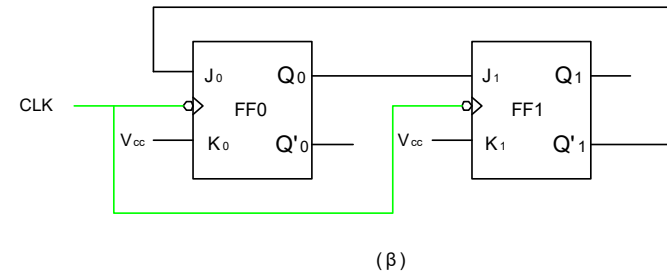 J₀ Q₀ J₁ Q₁
CLK FF0 FF1
Vcc K₀ Q'₀ Vcc K₁ Q'₁
(β)